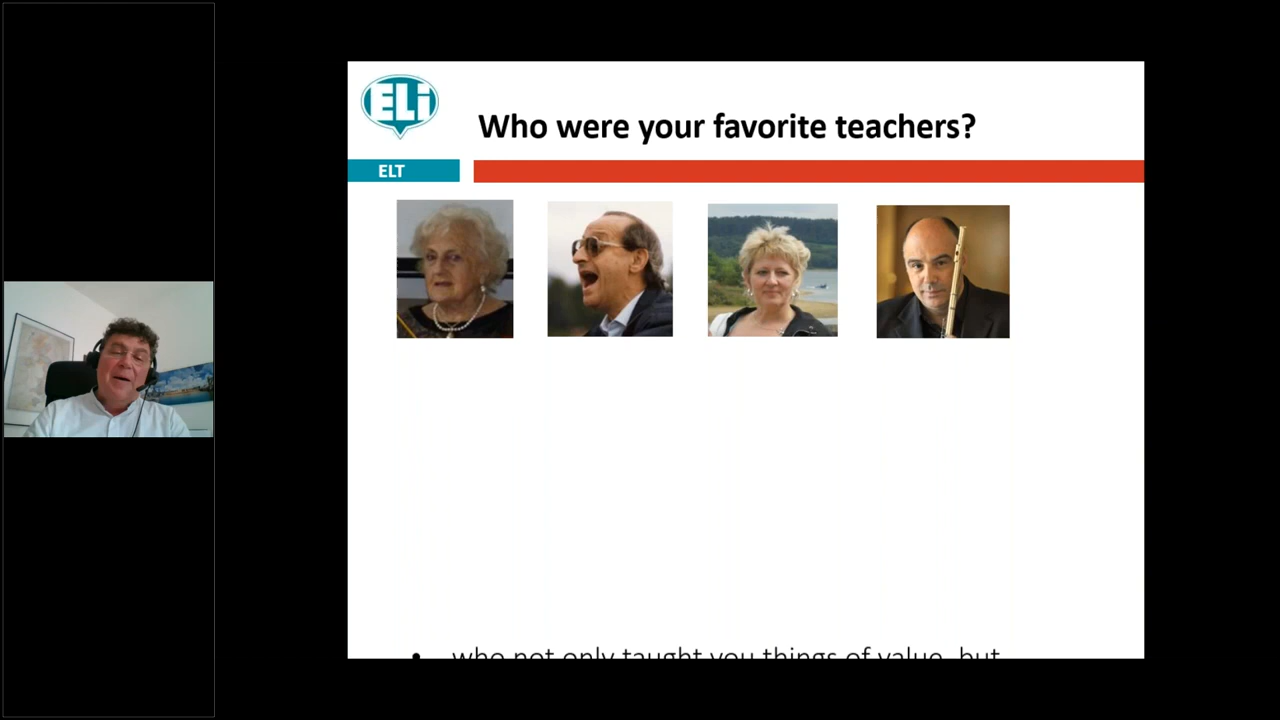 ELi
Who were your favorite teachers?
ELT
• who not only taught you things of value, but